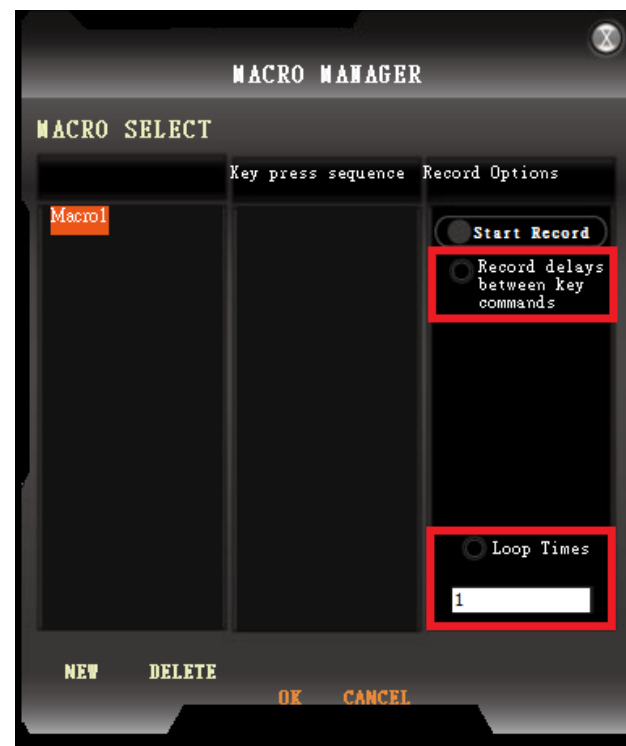 X
MACRO MANAGER
MACRO SELECT
Key press sequence
Record Options
Macro1
Start Record
Record delays
between key
commands
Loop Times
1
NEW
DELETE
OK
CANCEL